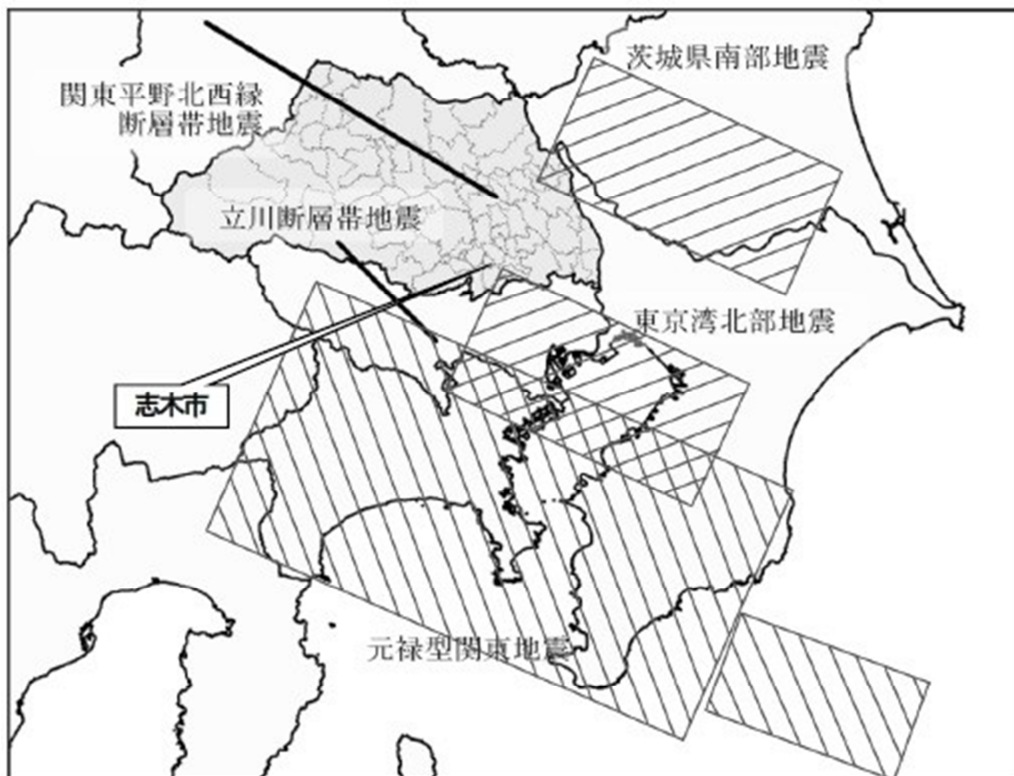 茨城県南部地震
関東平野北西縁
断層帯地震
立川断層帯地震
東京湾北部地震
志木市
元禄型関東地震